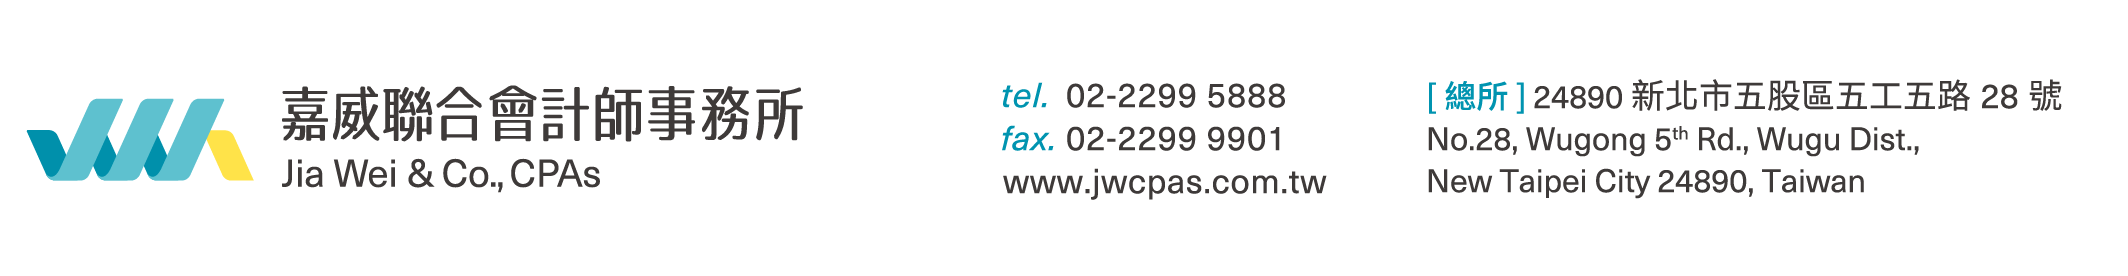 嘉威聯合會計師事務所
Jia Wei & Co., CPAs
tel. 02-2299 5888
fax. 02-2299 9901
www.jwcpas.com.tw
[ 總所 ] 24890 新北市五股區五工五路 28 號
No.28, Wugong 5th Rd., Wugu Dist.,
New Taipei City 24890, Taiwan